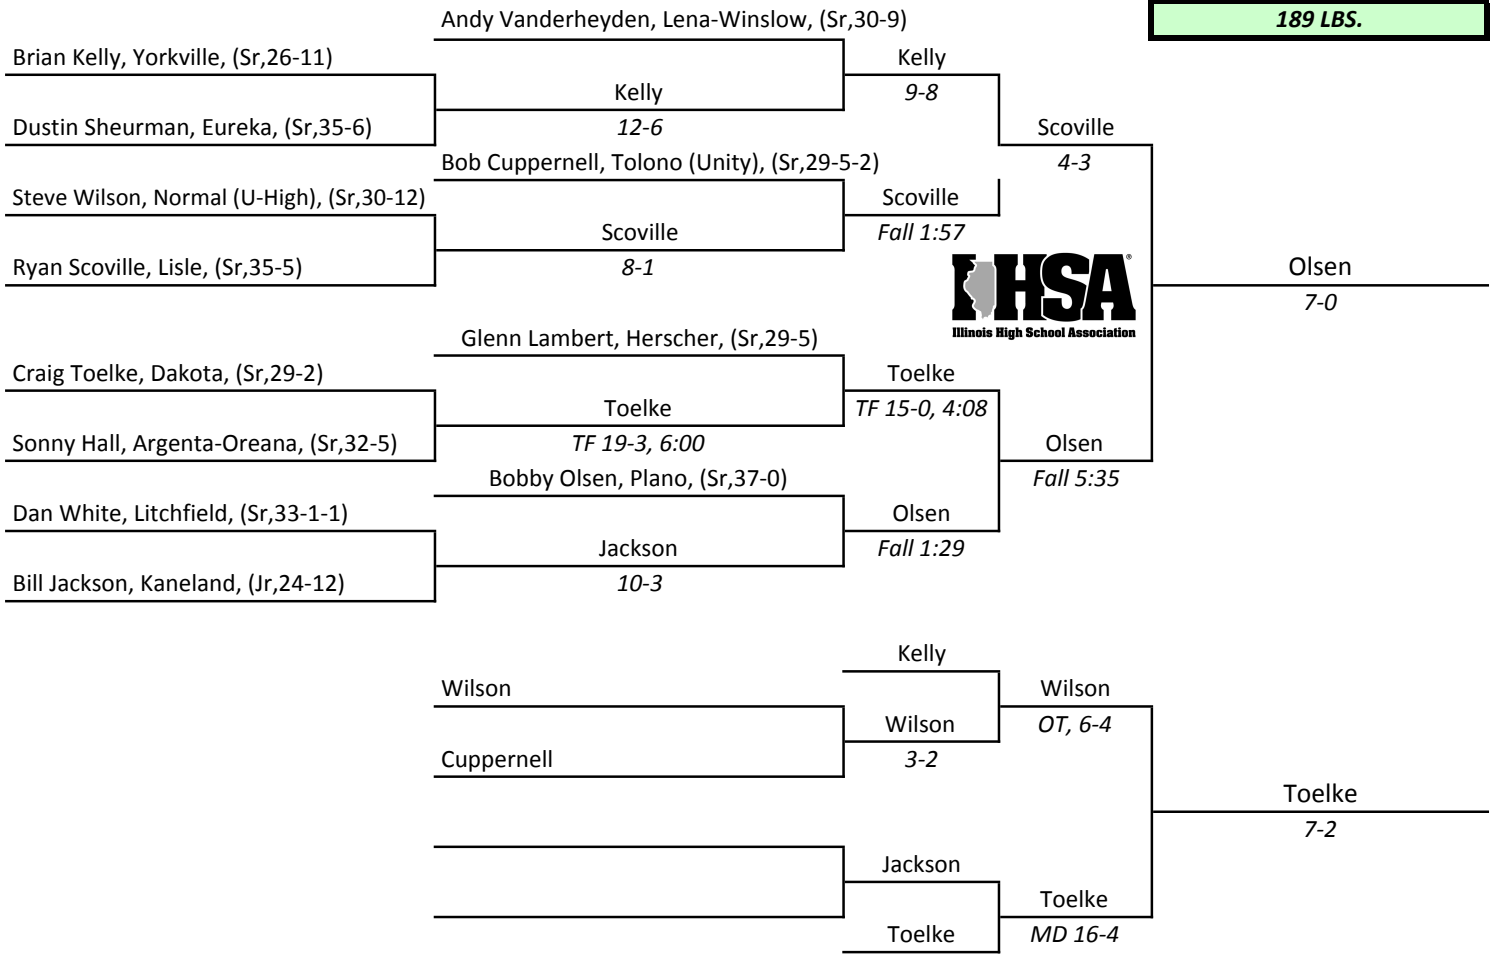 Andy Vanderheyden, Lena-Winslow, (Sr,30-9)
189 LBS.
Brian Kelly, Yorkville, (Sr,26-11)
Kelly
Kelly
9-8
Dustin Sheurman, Eureka, (Sr,35-6)
12-6
Scoville
Bob Cuppernell, Tolono (Unity), (Sr,29-5-2)
4-3
Steve Wilson, Normal (U-High), (Sr,30-12)
Scoville
Scoville
Fall 1:57
Ryan Scoville, Lisle, (Sr,35-5)
8-1
IHSA®
Illinois High School Association
Olsen
7-0
Glenn Lambert, Herscher, (Sr,29-5)
Craig Toelke, Dakota, (Sr,29-2)
Toelke
Toelke
TF 15-0, 4:08
Sonny Hall, Argenta-Oreana, (Sr,32-5)
TF 19-3, 6:00
Olsen
Bobby Olsen, Plano, (Sr,37-0)
Fall 5:35
Dan White, Litchfield, (Sr,33-1-1)
Olsen
Jackson
Fall 1:29
Bill Jackson, Kaneland, (Jr,24-12)
10-3
Kelly
Wilson
Wilson
Wilson
OT, 6-4
Cuppernell
3-2
Toelke
7-2
Jackson
Toelke
Toelke
MD 16-4